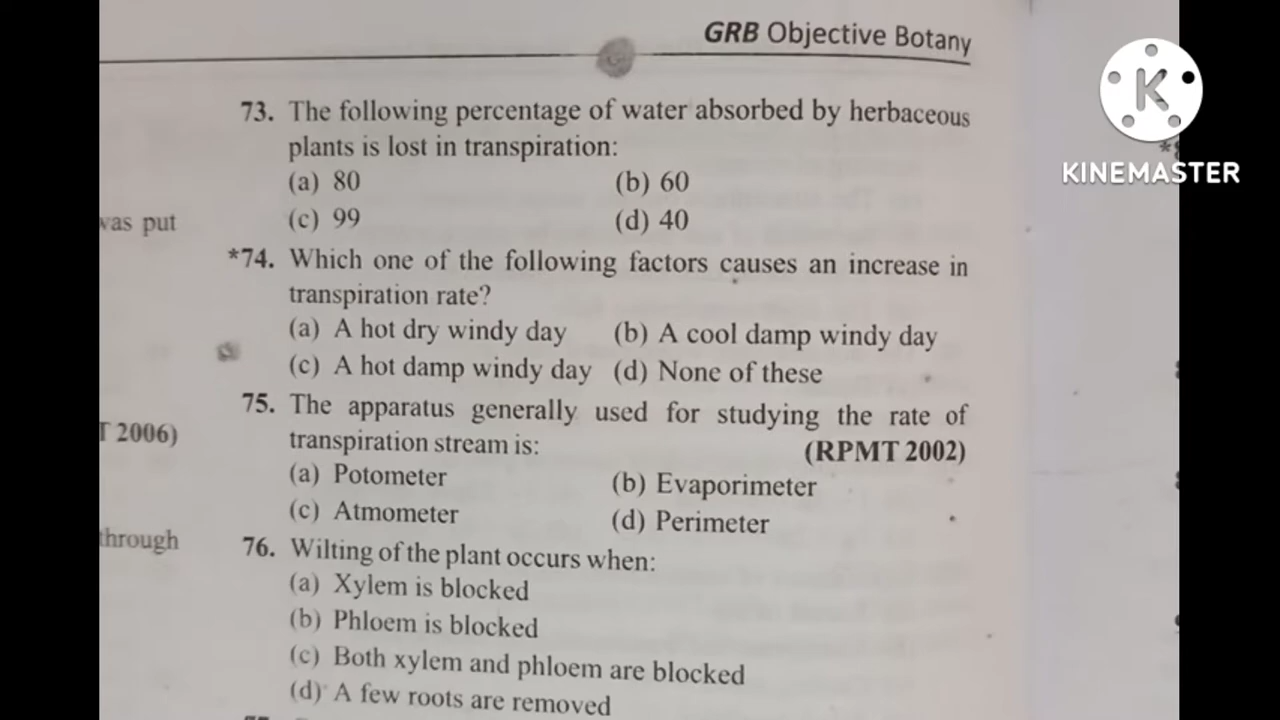 GRB Objective Botany
K
KINEMASTER
73. The following percentage of water absorbed by herbaceous
plants is lost in transpiration:
(a) 80 (b) 60
(c) 99 (d) 40
was put
*74. Which one of the following factors causes an increase in
transpiration rate?
(a) A hot dry windy day (b) A cool damp windy day
(c) A hot damp windy day (d) None of these
75. The apparatus generally used for studying the rate of
T 2006)
transpiration stream is: (RPMT 2002)
(a) Potometer (b) Evaporimeter
(c) Atmometer (d) Perimeter
through
76. Wilting of the plant occurs when:
(a) Xylem is blocked
(b) Phloem is blocked
(c) Both xylem and phloem are blocked
(d) A few roots are removed